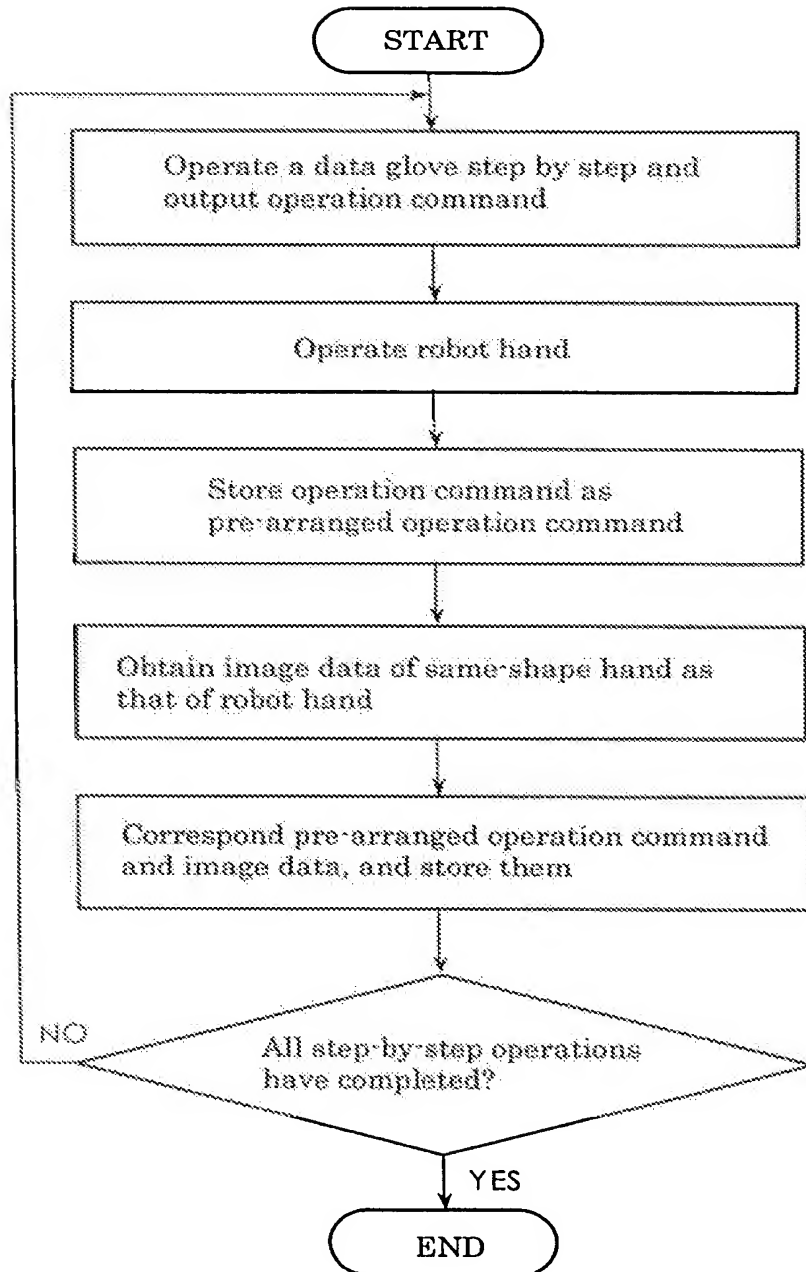 START
Operate a data glove step by step and
output operation command
Operate robot hand
Store operation command as
pre-arranged operation command
Obtain image data of same-shape hand as
that of robot hand
Correspond pre-arranged operation command
and image data, and store them
NO
All step-by-step operations
have completed?
YES
END